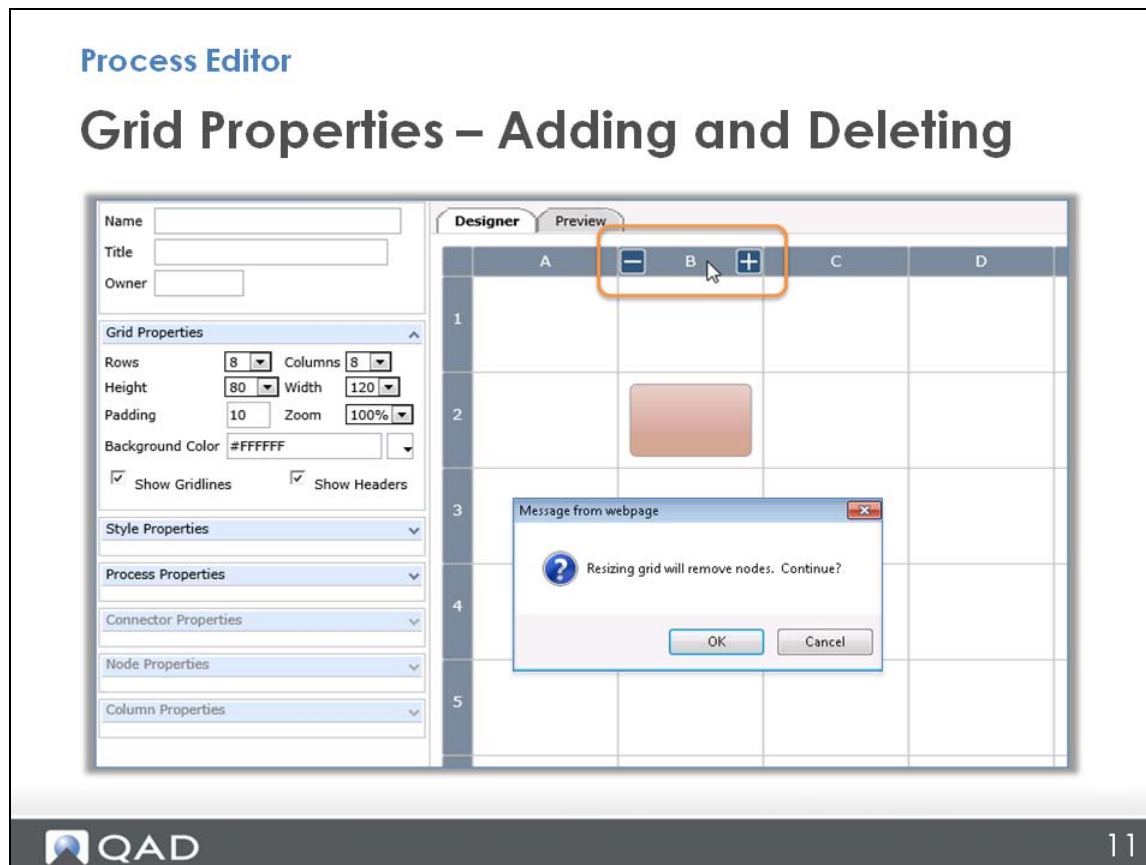 Process Editor
Grid Properties – Adding and Deleting
Name
Title
Owner
Grid Properties
Rows 8 Columns 8
Height 80 Width 120
Padding 10 Zoom 100%
Background Color #FFFFFF
Show Gridlines Show Headers
Style Properties
Process Properties
Connector Properties
Node Properties
Column Properties
Designer Preview
A B C D
1
2
3
4
5
Message from webpage
Resizing grid will remove nodes. Continue?
OK Cancel
QAD
11